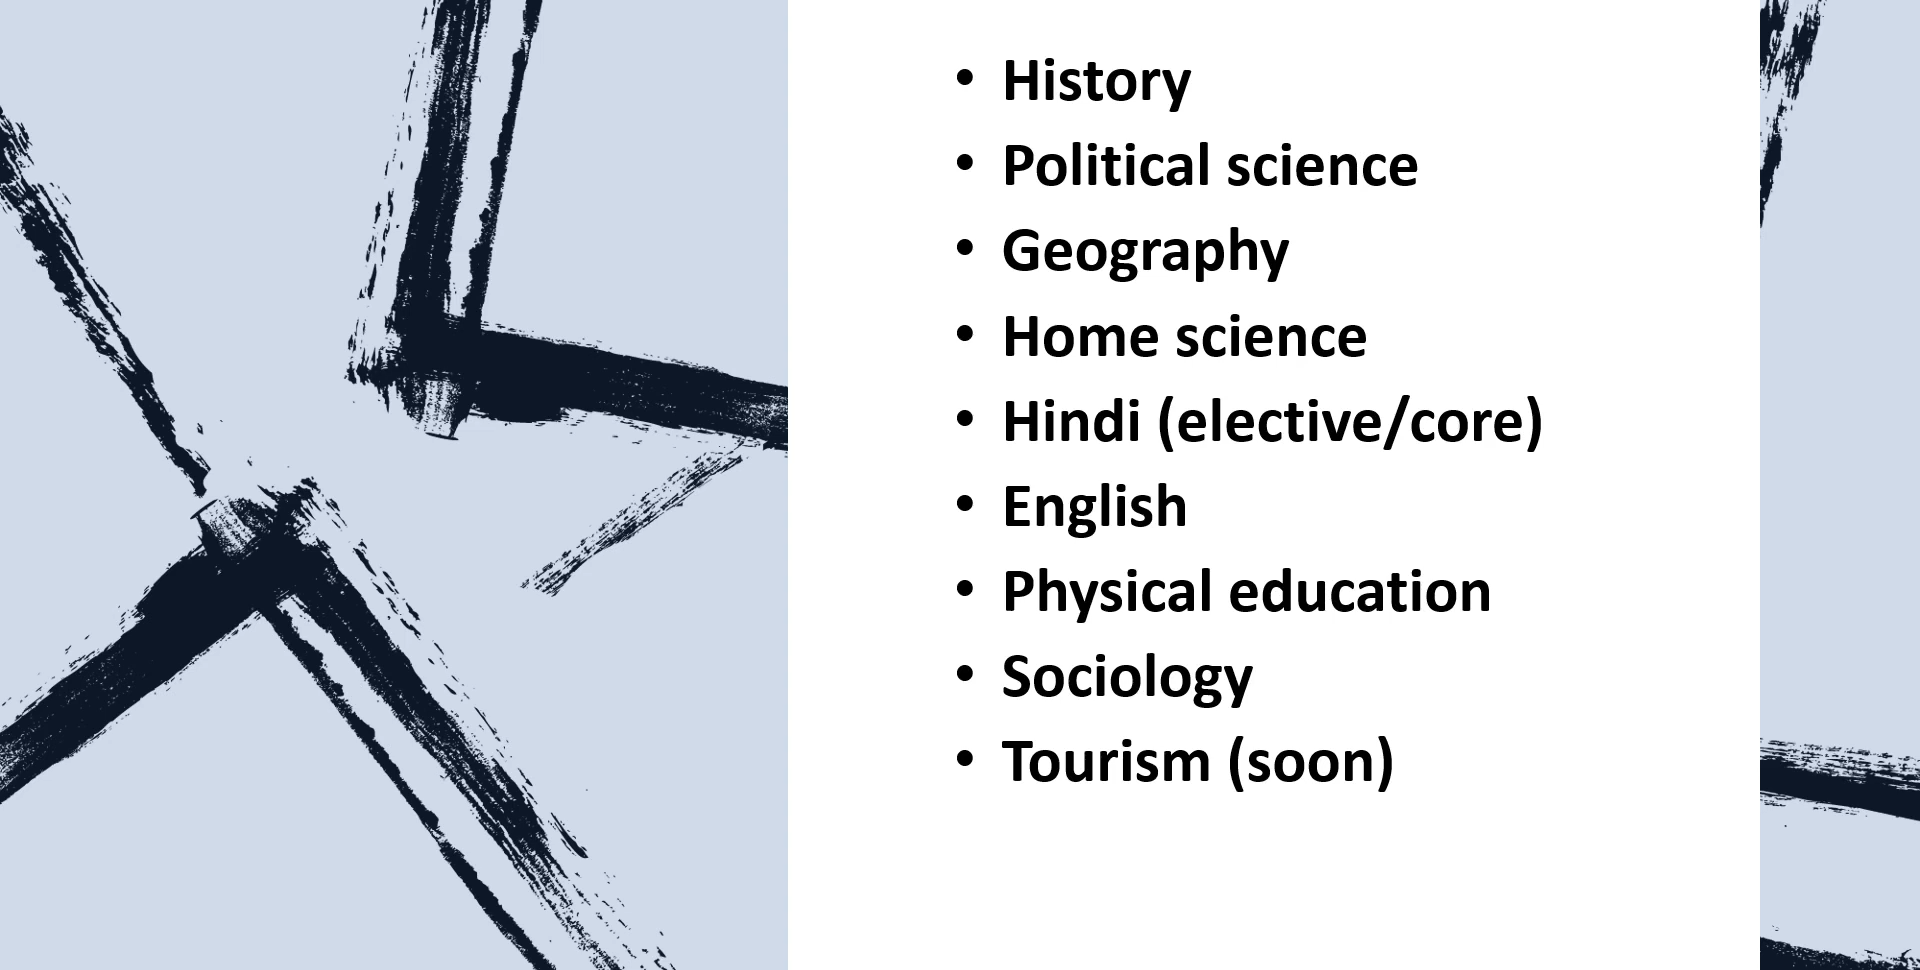 • History
• Political science
• Geography
• Home science
• Hindi (elective/core)
• English
• Physical education
• Sociology
• Tourism (soon)